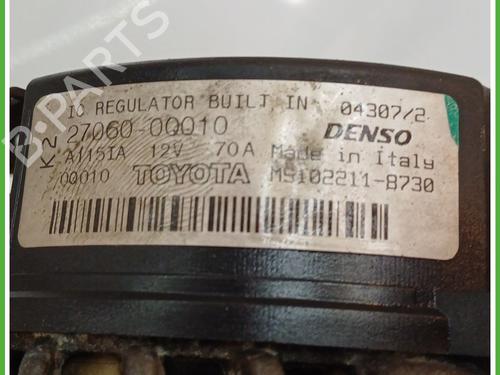 IC REGULATOR BUILT IN 04307/2
K2 27060-0Q010 DENSO
A115IA 12V 70A Made in Italy
0Q010 TOYOTA MS102211-8730
B-PARTS